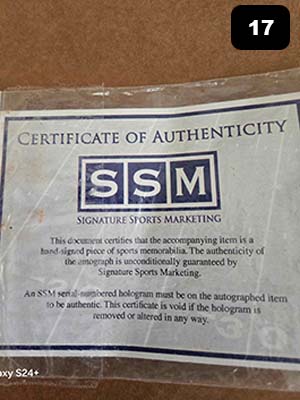 17
CERTIFICATE OF AUTHENTICITY
SSM
SIGNATURE SPORTS MARKETING
This document certifies that the accompanying item is a
hand-signed piece of sports memorabilia. The authenticity of
the autograph is unconditionally guaranteed by
Signature Sports Marketing.
An SSM serial-numbered hologram must be on the autographed item
to be authentic. This certificate is void if the hologram is
removed or altered in any way.
axy S24+